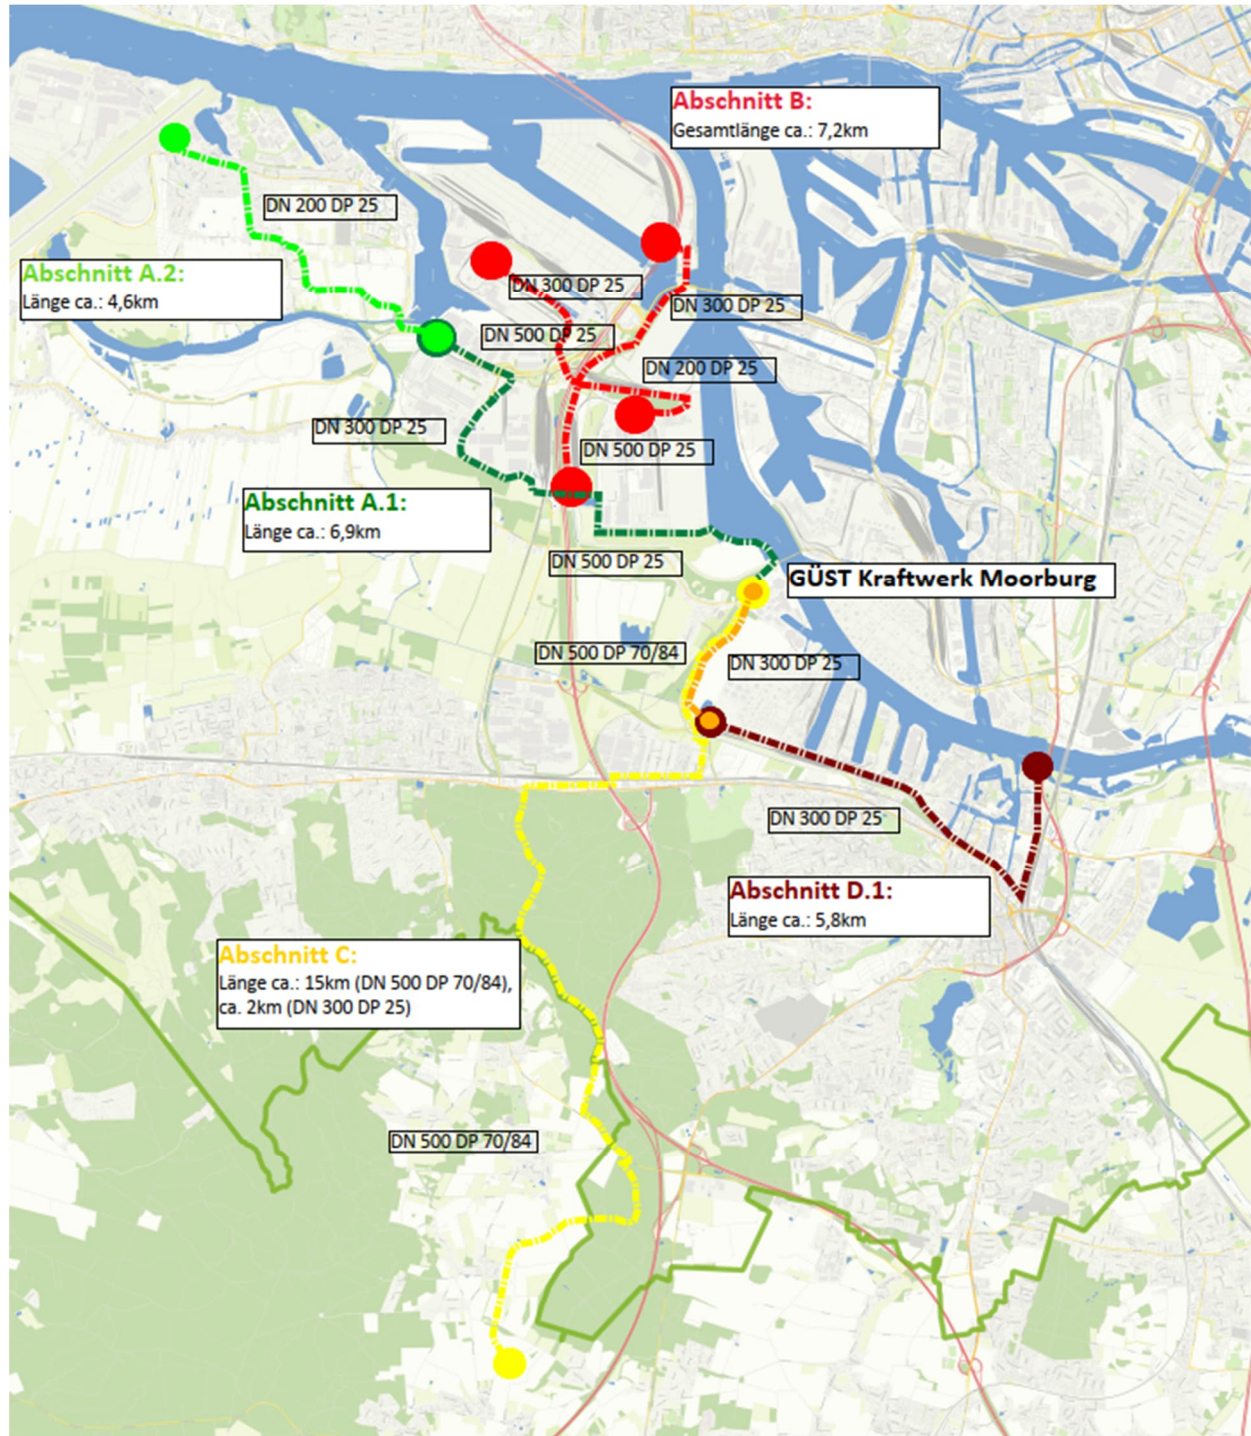 Abschnitt B:
Gesamtlänge ca.: 7,2km
DN 200 DP 25
Abschnitt A.2:
Länge ca.: 4,6km
DN 300 DP 25
DN 300 DP 25
DN 500 DP 25
DN 200 DP 25
DN 300 DP 25
DN 500 DP 25
Abschnitt A.1:
Länge ca.: 6,9km
DN 500 DP 25
GÜST Kraftwerk Moorburg
DN 500 DP 70/84
DN 300 DP 25
DN 300 DP 25
Abschnitt D.1:
Länge ca.: 5,8km
Abschnitt C:
Länge ca.: 15km (DN 500 DP 70/84),
ca. 2km (DN 300 DP 25)
DN 500 DP 70/84